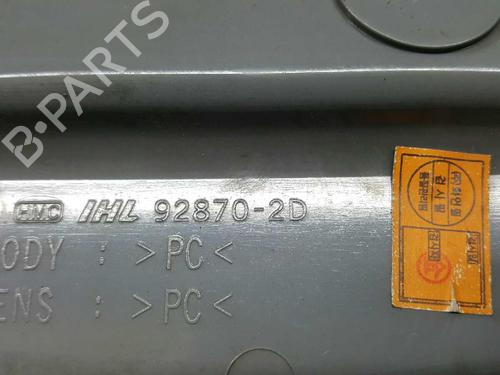 HMC IHL 92870-2D
ODY : >PC<
ENS : >PC<
B-PARTS